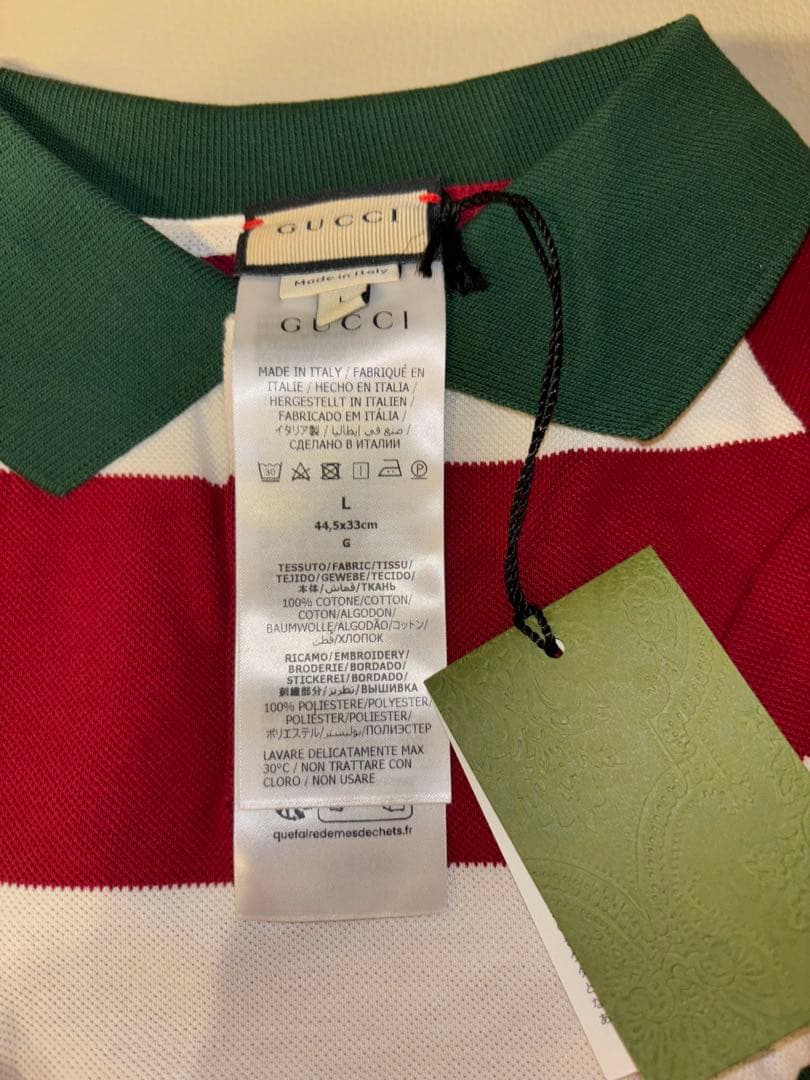 GUCCI
Made in Italy
L
GUCCI
MADE IN ITALY / FABRIQUÉ EN
ITALIE / HECHO EN ITALIA /
HERGESTELLT IN ITALIEN /
FABRICADO EM ITÁLIA /
イタリア製 / صنع في إيطاليا /
СДЕЛАНО В ИТАЛИИ
30
P
L
44,5x33cm
G
TESSUTO/FABRIC/TISSU/
TEJIDO/GEWEBE/TECIDO/
本体/قماش/ТКАНЬ
100% COTONE/COTTON/
COTON/ALGODON/
BAUMWOLLE/ALGODÃO/コットン/
قطن/ХЛОПОК
RICAMO/EMBROIDERY/
BRODERIE/BORDADO/
STICKEREI/BORDADO/
刺繍部分/تطريز/ВЫШИВКА
100% POLIESTERE/POLYESTER/
POLIÉSTER/POLIESTER/
ポリエステル/بوليستر/ПОЛИЭСТЕР
LAVARE DELICATAMENTE MAX
30°C / NON TRATTARE CON
CLORO / NON USARE
quefairedemesdechets.fr